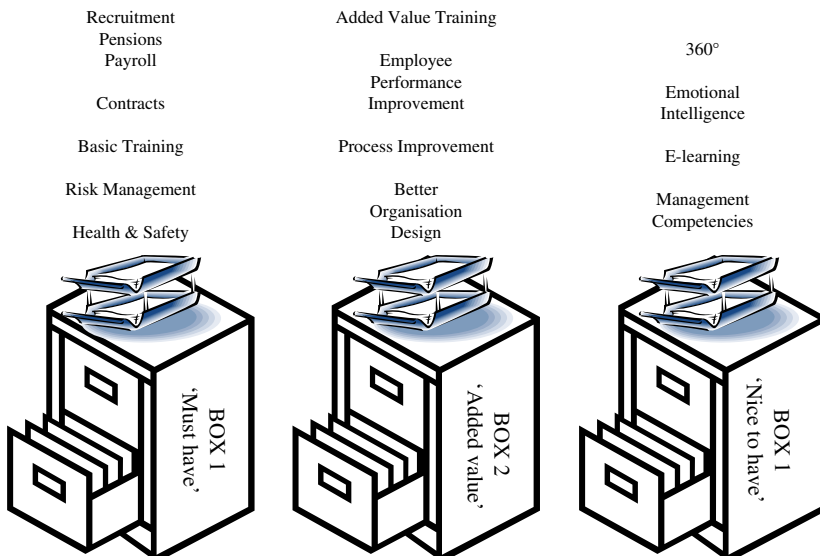 Recruitment
Pensions
Payroll
Contracts
Basic Training
Risk Management
Health & Safety
BOX 1
‘Must have’
Added Value Training
Employee
Performance
Improvement
Process Improvement
Better
Organisation
Design
BOX 2
‘Added value’
360°
Emotional
Intelligence
E-learning
Management
Competencies
BOX 1
‘Nice to have’